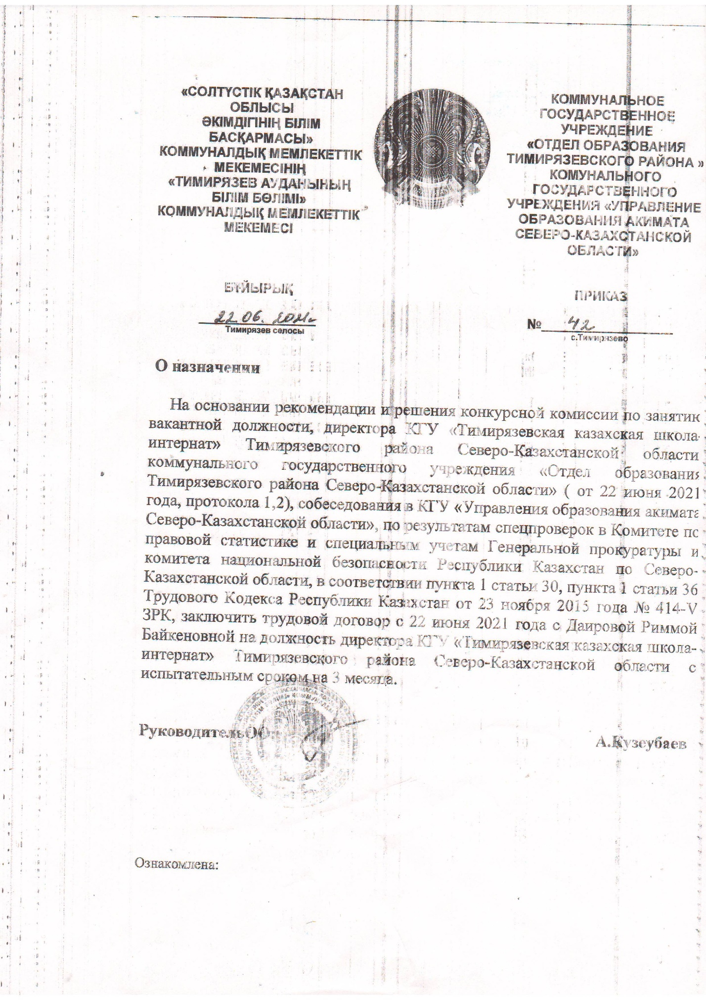 «СОЛТҮСТІК ҚАЗАҚСТАН
ОБЛЫСЫ
ӘКІМДІГІНІҢ БІЛІМ
БАСҚАРМАСЫ»
КОММУНАЛДЫҚ МЕМЛЕКЕТТІК
МЕКЕМЕСІНІҢ
«ТИМИРЯЗЕВ АУДАНЫНЫҢ
БІЛІМ БӨЛІМІ»
КОММУНАЛДЫҚ МЕМЛЕКЕТТІК
МЕКЕМЕСІ
КОММУНАЛЬНОЕ
ГОСУДАРСТВЕННОЕ
УЧРЕЖДЕНИЕ
«ОТДЕЛ ОБРАЗОВАНИЯ
ТИМИРЯЗЕВСКОГО РАЙОНА »
КОМУНАЛЬНОГО
ГОСУДАРСТВЕННОГО
УЧРЕЖДЕНИЯ «УПРАВЛЕНИЕ
ОБРАЗОВАНИЯ АКИМАТА
СЕВЕРО-КАЗАХСТАНСКОЙ
ОБЛАСТИ»
БҰЙЫРЫҚ
22.06. 2021г
Тимирязев селосы
ПРИКАЗ
№ 42
с.Тимирязево
О назначении
На основании рекомендации и решения конкурсной комиссии по занятик
вакантной должности, директора КГУ «Тимирязевская казахская школа-
интернат» Тимирязевского района Северо-Казахстанской области
коммунального государственного учреждения «Отдел образования
Тимирязевского района Северо-Казахстанской области» ( от 22 июня 2021
года, протокола 1,2), собеседования в КГУ «Управления образования акимата
Северо-Казахстанской области», по результатам спецпроверок в Комитете по
правовой статистике и специальным учетам Генеральной прокуратуры и
комитета национальной безопасности Республики Казахстан по Северо-
Казахстанской области, в соответствии пункта 1 статьи 30, пункта 1 статьи 36
Трудового Кодекса Республики Казахстан от 23 ноября 2015 года № 414-V
ЗРК, заключить трудовой договор с 22 июня 2021 года с Даировой Риммой
Байкеновной на должность директора КГУ «Тимирязевская казахская школа-
интернат» Тимирязевского района Северо-Казахстанской области с
испытательным сроком на 3 месяца.
Руководитель ОО:
А.Кузеубаев
Ознакомлена: